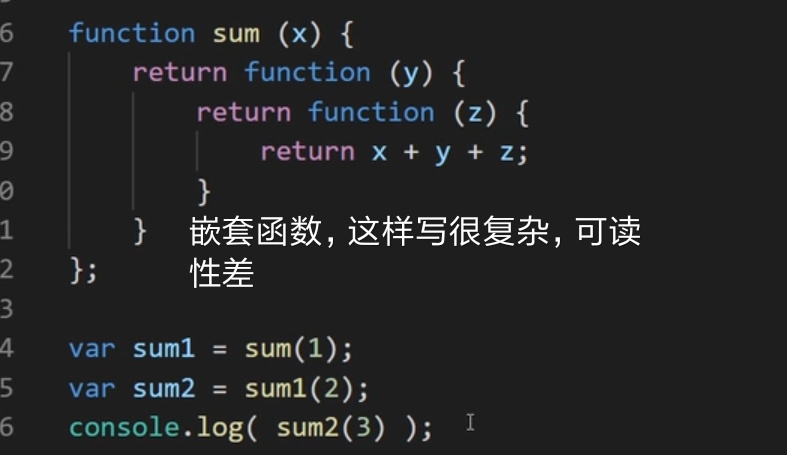 6 function sum (x) {
7 return function (y) {
8 return function (z) {
9 return x + y + z;
0 }
1 } 嵌套函数，这样写很复杂，可读
2 }; 性差
3
4 var sum1 = sum(1);
5 var sum2 = sum1(2);
6 console.log( sum2(3) );